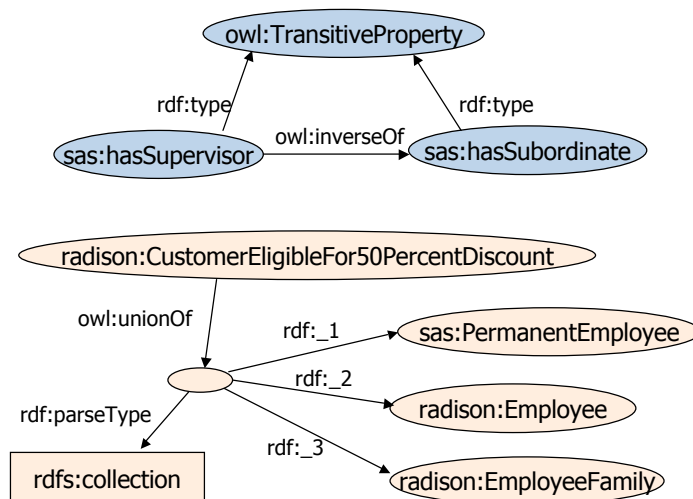 owl:TransitiveProperty
rdf:type
rdf:type
owl:inverseOf
sas:hasSupervisor
sas:hasSubordinate
radison:CustomerEligibleFor50PercentDiscount
owl:unionOf
rdf:_1
sas:PermanentEmployee
rdf:_2
radison:Employee
rdf:parseType
rdf:_3
rdfs:collection
radison:EmployeeFamily